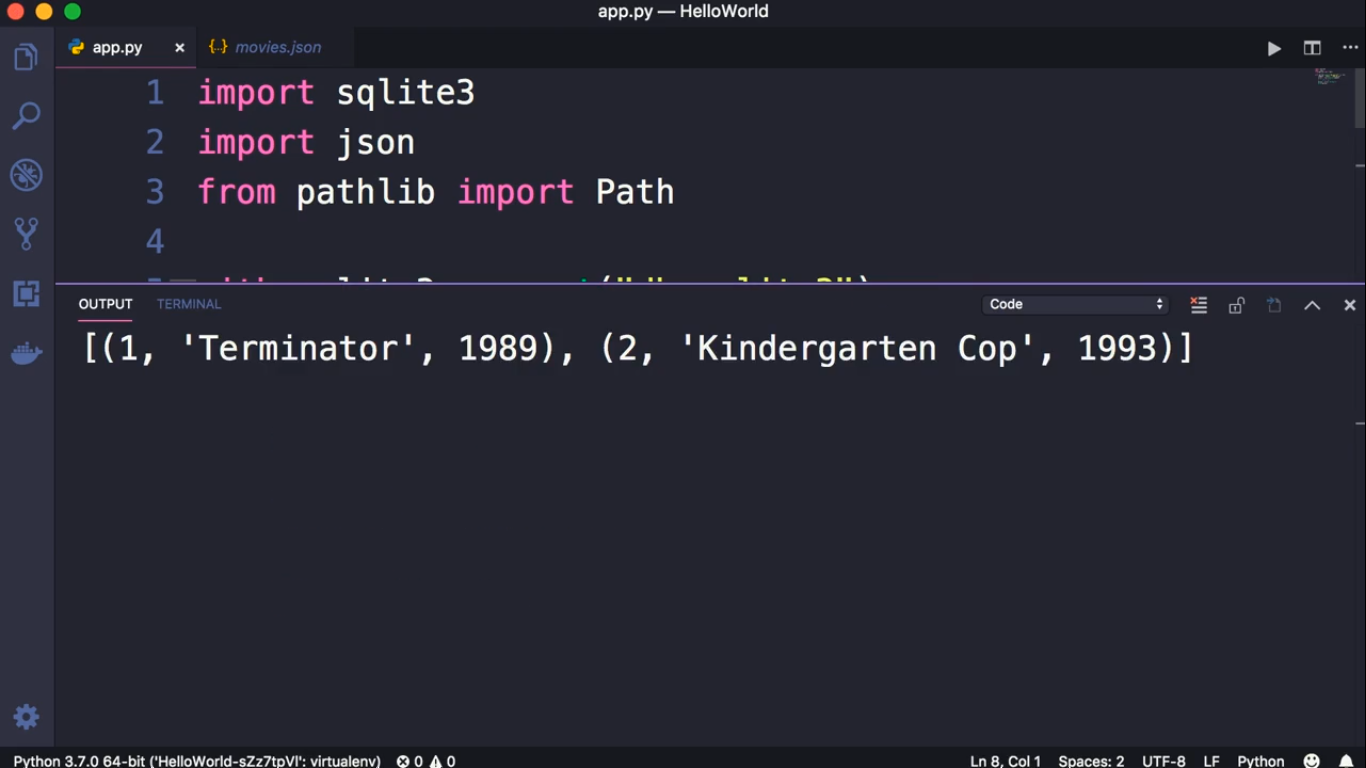 app.py — HelloWorld
app.py
{..} movies.json
1 import sqlite3
2 import json
3 from pathlib import Path
4
OUTPUT
TERMINAL
Code
[(1, 'Terminator', 1989), (2, 'Kindergarten Cop', 1993)]
Python 3.7.0 64-bit ('HelloWorld-sZz7tpVI': virtualenv) 0 0
Ln 8, Col 1 Spaces: 2 UTF-8 LF Python